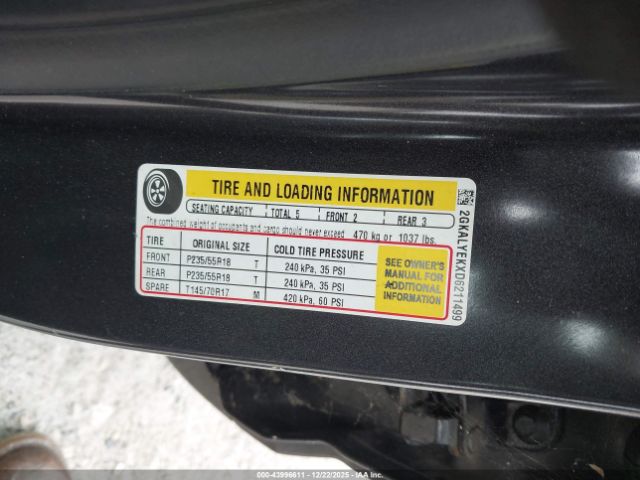 TIRE AND LOADING INFORMATION
SEATING CAPACITY TOTAL 5 FRONT 2 REAR 3
The combined weight of occupants and cargo should never exceed 470 kg or 1037 lbs.
TIRE ORIGINAL SIZE COLD TIRE PRESSURE
FRONT P235/55R18 T 240 kPa, 35 PSI
REAR P235/55R18 T 240 kPa, 35 PSI
SPARE T145/70R17 M 420 kPa, 60 PSI
SEE OWNER'S
MANUAL FOR
ADDITIONAL
INFORMATION
2GKALYEKXD6211499
00-43996611 - 12/22/2025 - IAA INC.